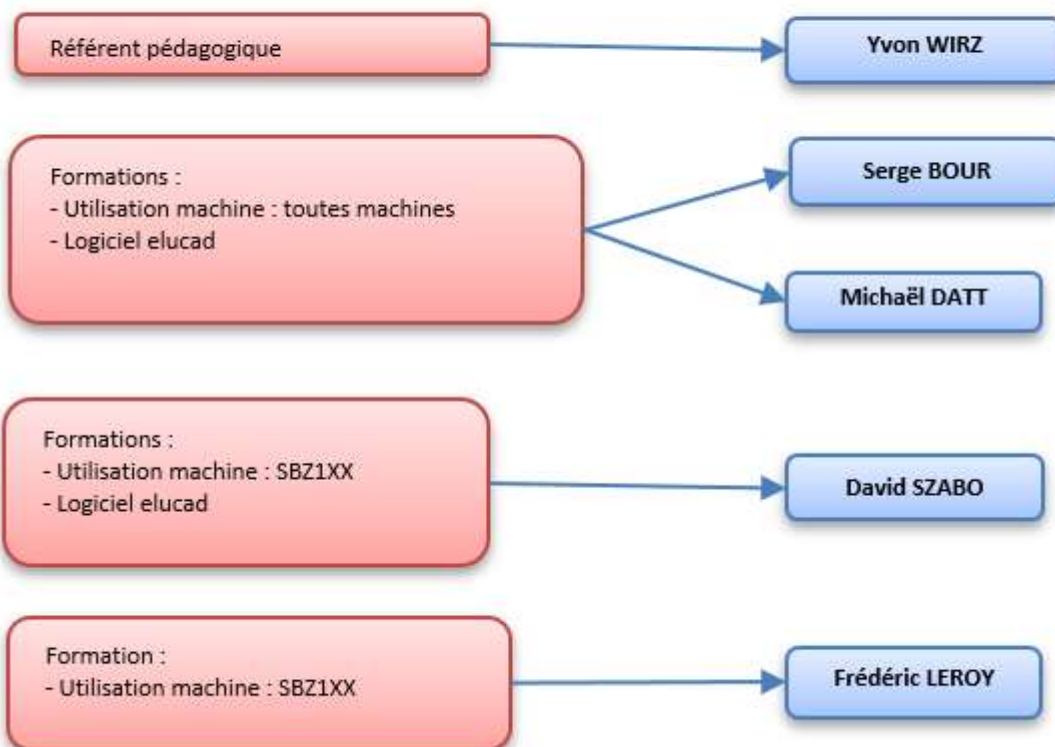 Référent pédagogique
Yvon WIRZ
Formations :
- Utilisation machine : toutes machines
- Logiciel elucad
Serge BOUR
Michaël DATT
Formations :
- Utilisation machine : SBZ1XX
- Logiciel elucad
David SZABO
Formation :
- Utilisation machine : SBZ1XX
Frédéric LEROY